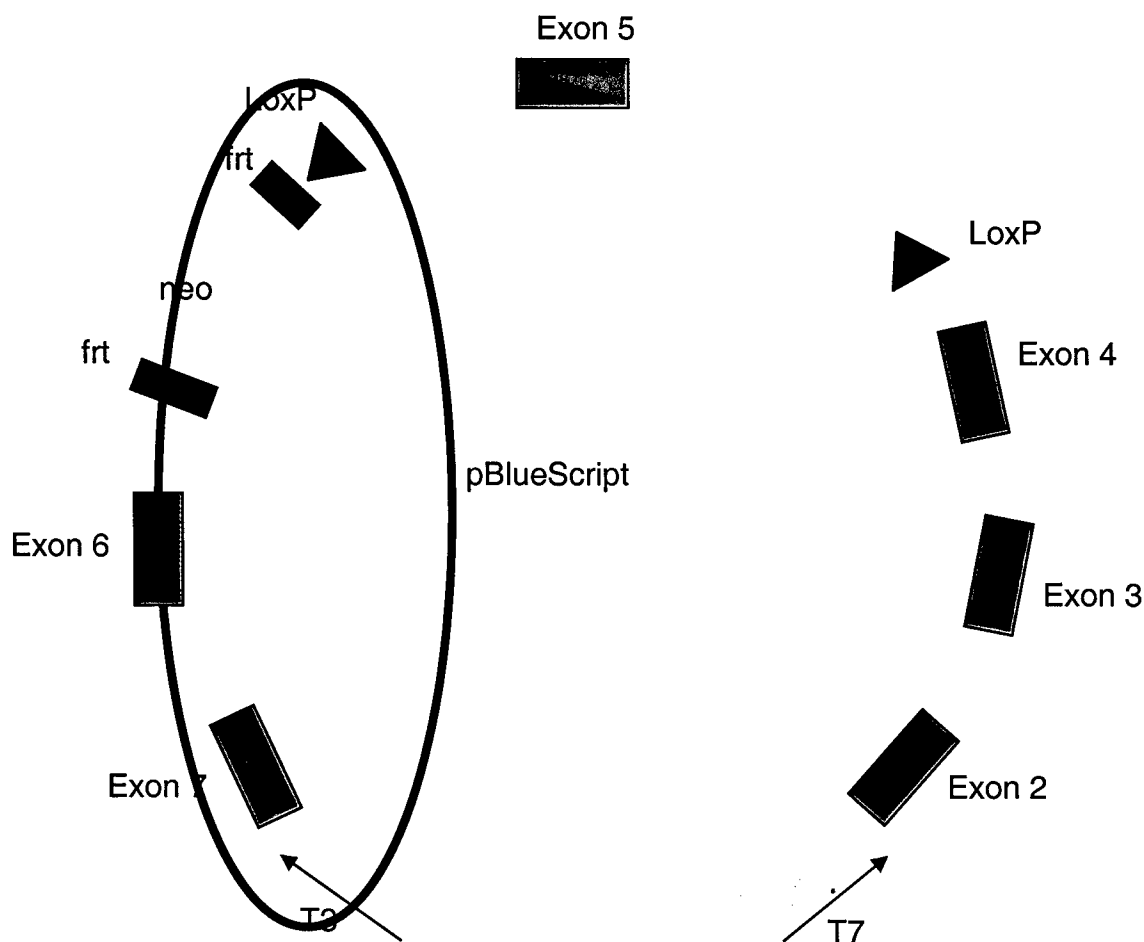 Exon 5
LoxP
frt
LoxP
neo
frt
Exon 4
pBlueScript
Exon 6
Exon 3
Exon 7
Exon 2
T3
T7